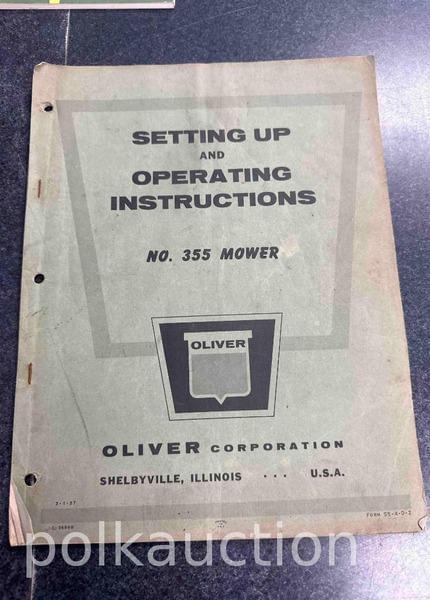 SETTING UP
AND
OPERATING
INSTRUCTIONS
NO. 355 MOWER
OLIVER
OLIVER CORPORATION
SHELBYVILLE, ILLINOIS ... U.S.A.
polkauction